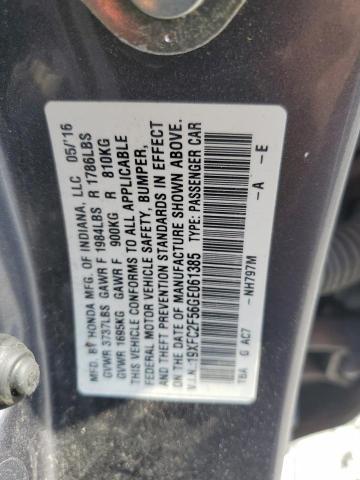 MFD BY HONDA MFG. OF INDIANA, LLC 05/'16
GVWR 3737LBS GAWR F 1984LBS R 1786LBS
GVWR 1695KG GAWR F 900KG R 810KG
THIS VEHICLE CONFORMS TO ALL APPLICABLE
FEDERAL MOTOR VEHICLE SAFETY, BUMPER,
AND THEFT PREVENTION STANDARDS IN EFFECT
ON THE DATE OF MANUFACTURE SHOWN ABOVE.
V.I.N: 19XFC2F56GE061385 TYPE: PASSENGER CAR
TBA G AC7 - NH797M -A -E